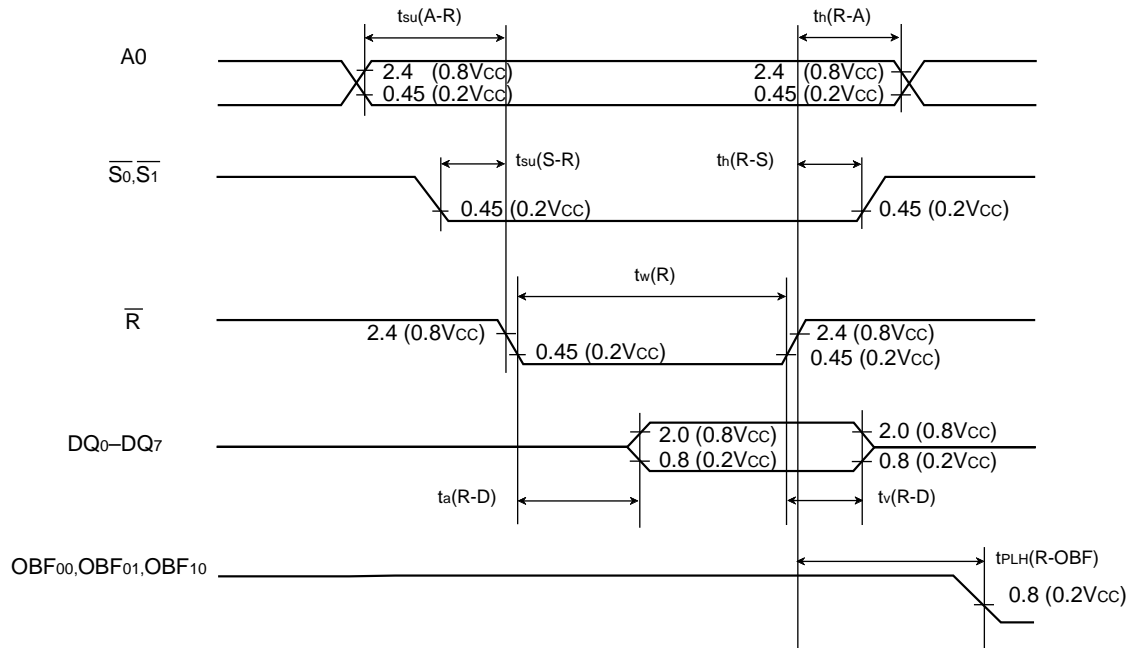 tsu(A-R) th(R-A)
A0
2.4 (0.8VCC) 2.4 (0.8VCC)
0.45 (0.2VCC) 0.45 (0.2VCC)
S0,S1
tsu(S-R) th(R-S)
0.45 (0.2VCC) 0.45 (0.2VCC)
tw(R)
R
2.4 (0.8VCC) 2.4 (0.8VCC)
0.45 (0.2VCC) 0.45 (0.2VCC)
DQ0–DQ7
2.0 (0.8VCC) 2.0 (0.8VCC)
0.8 (0.2VCC) 0.8 (0.2VCC)
ta(R-D) tv(R-D)
OBF00,OBF01,OBF10
tPLH(R-OBF)
0.8 (0.2VCC)